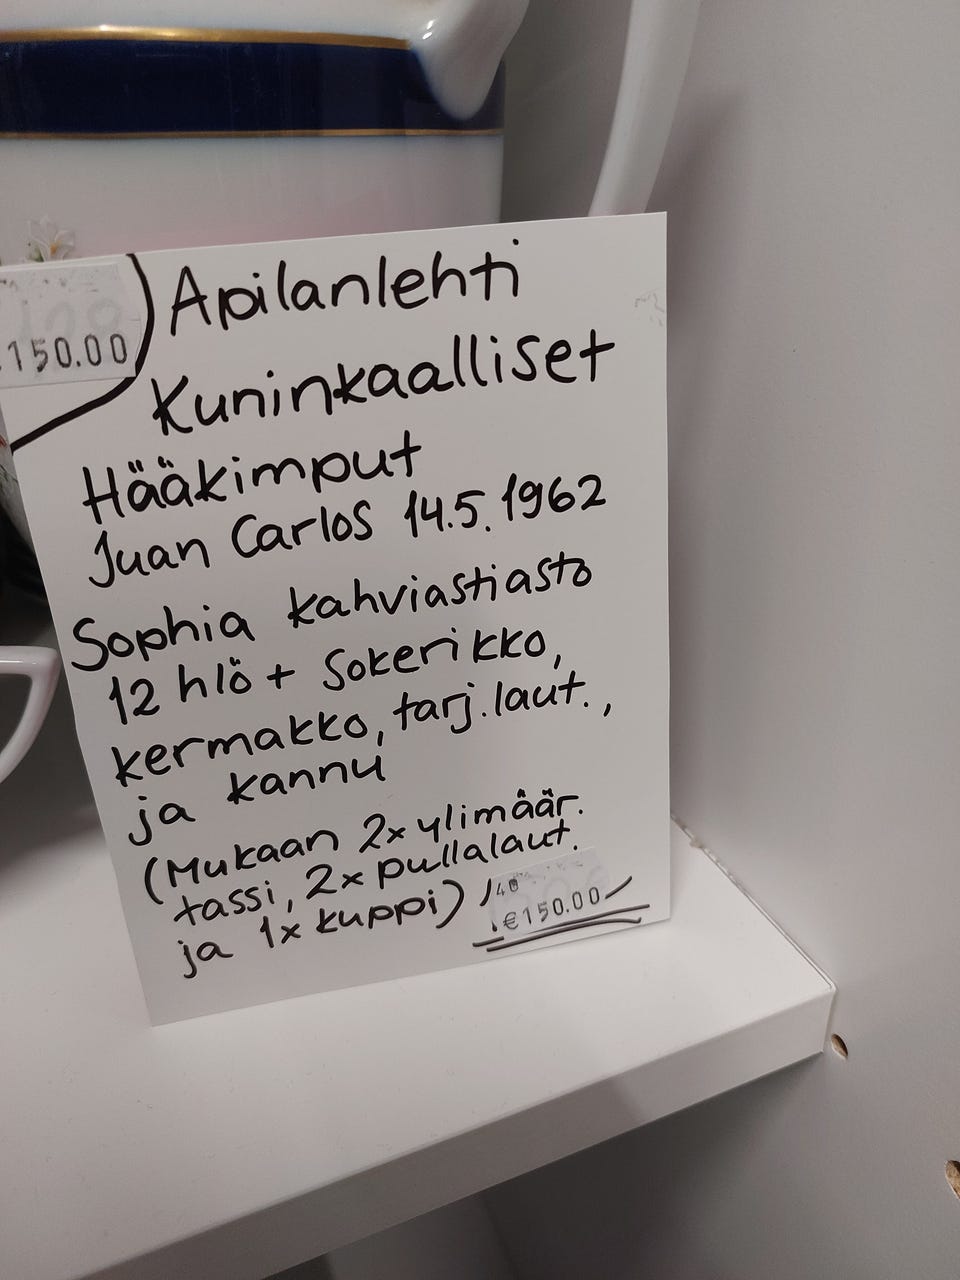 150.00
Apilanlehti
Kuninkaalliset
Hääkimput
Juan Carlos 14.5.1962
Sophia kahviastiasto
12 hlö + Sokerikko,
kermakko, tarj.laut.,
ja kannu
(Mukaan 2x ylimäär.
tassi, 2x pullalaut.
ja 1x kuppi)
€150.00